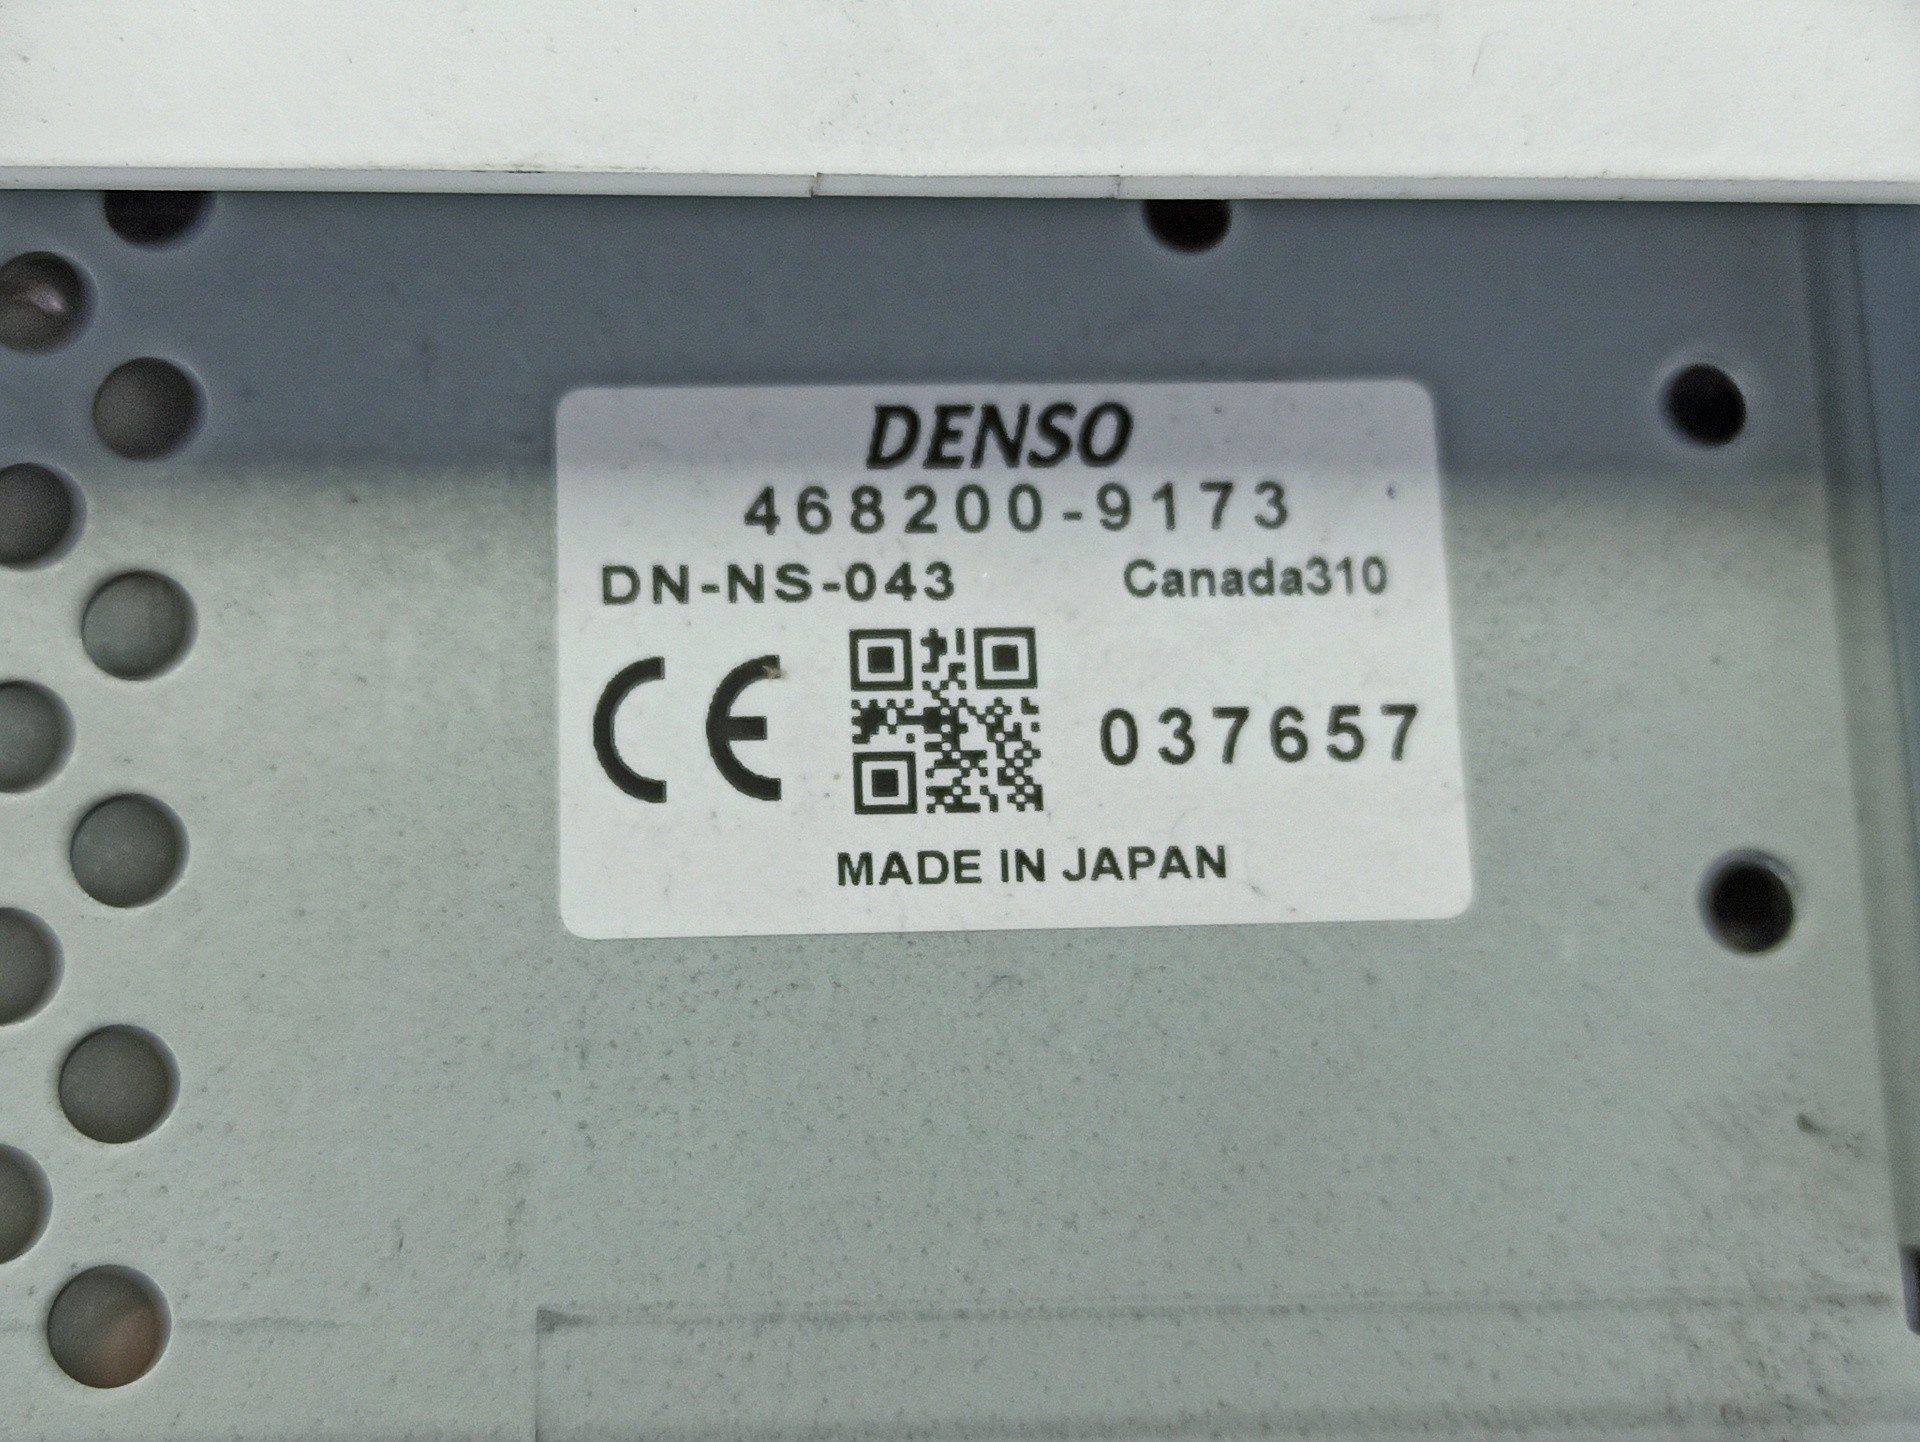 DENSO
468200-9173
DN-NS-043 Canada310
CE 037657
MADE IN JAPAN